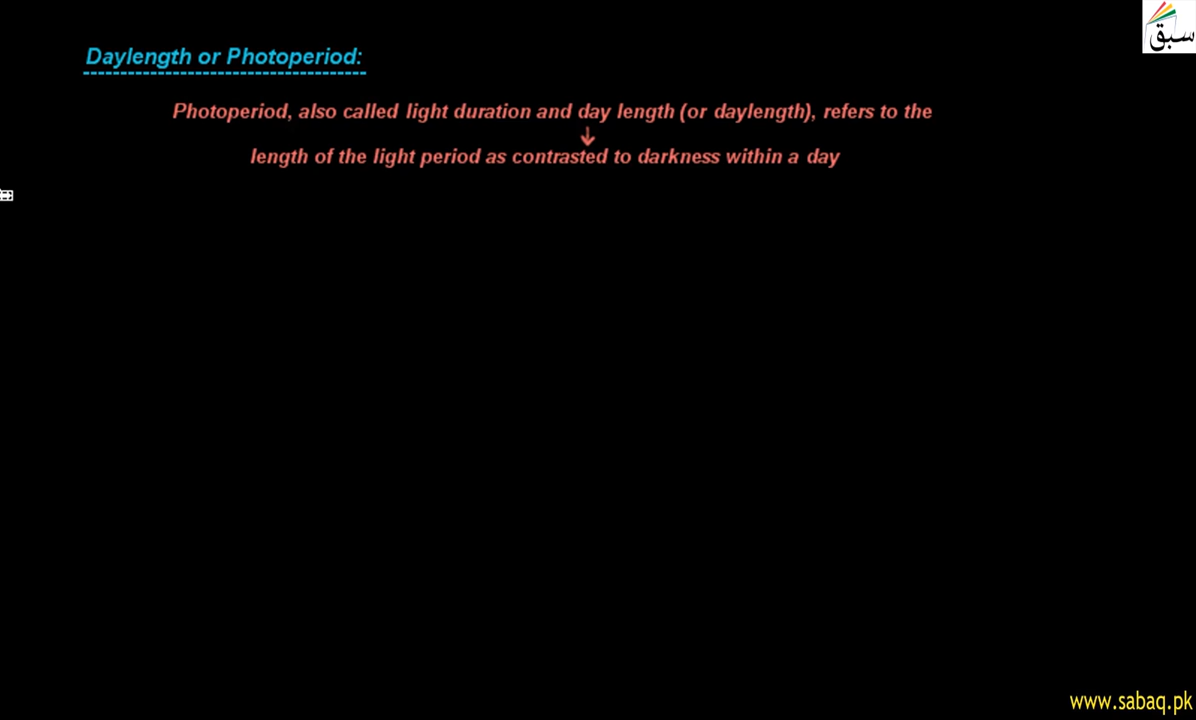 سبق
Daylength or Photoperiod:
Photoperiod, also called light duration and day length (or daylength), refers to the
↓
length of the light period as contrasted to darkness within a day
www.sabaq.pk